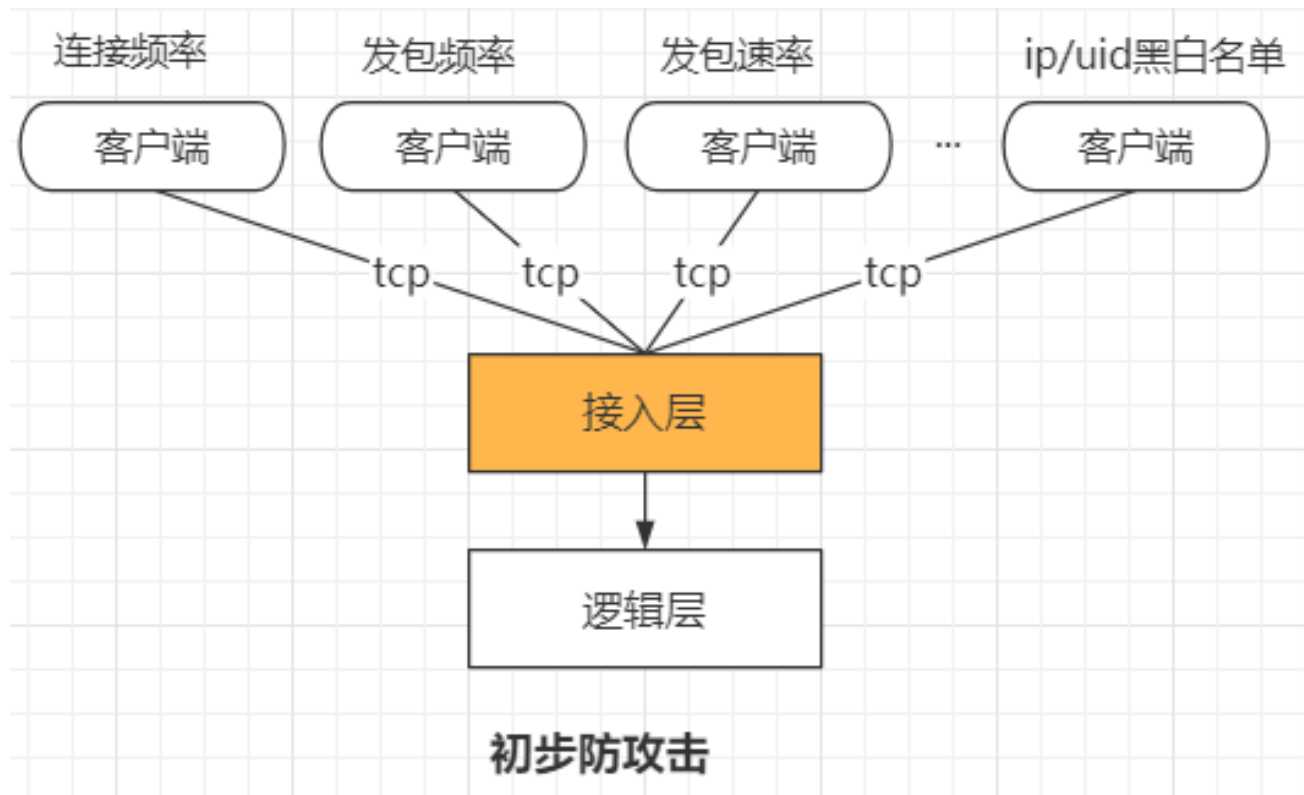 连接频率 发包频率 发包速率 ip/uid黑白名单
客户端 客户端 客户端 ... 客户端
tcp tcp tcp tcp
接入层
逻辑层
初步防攻击